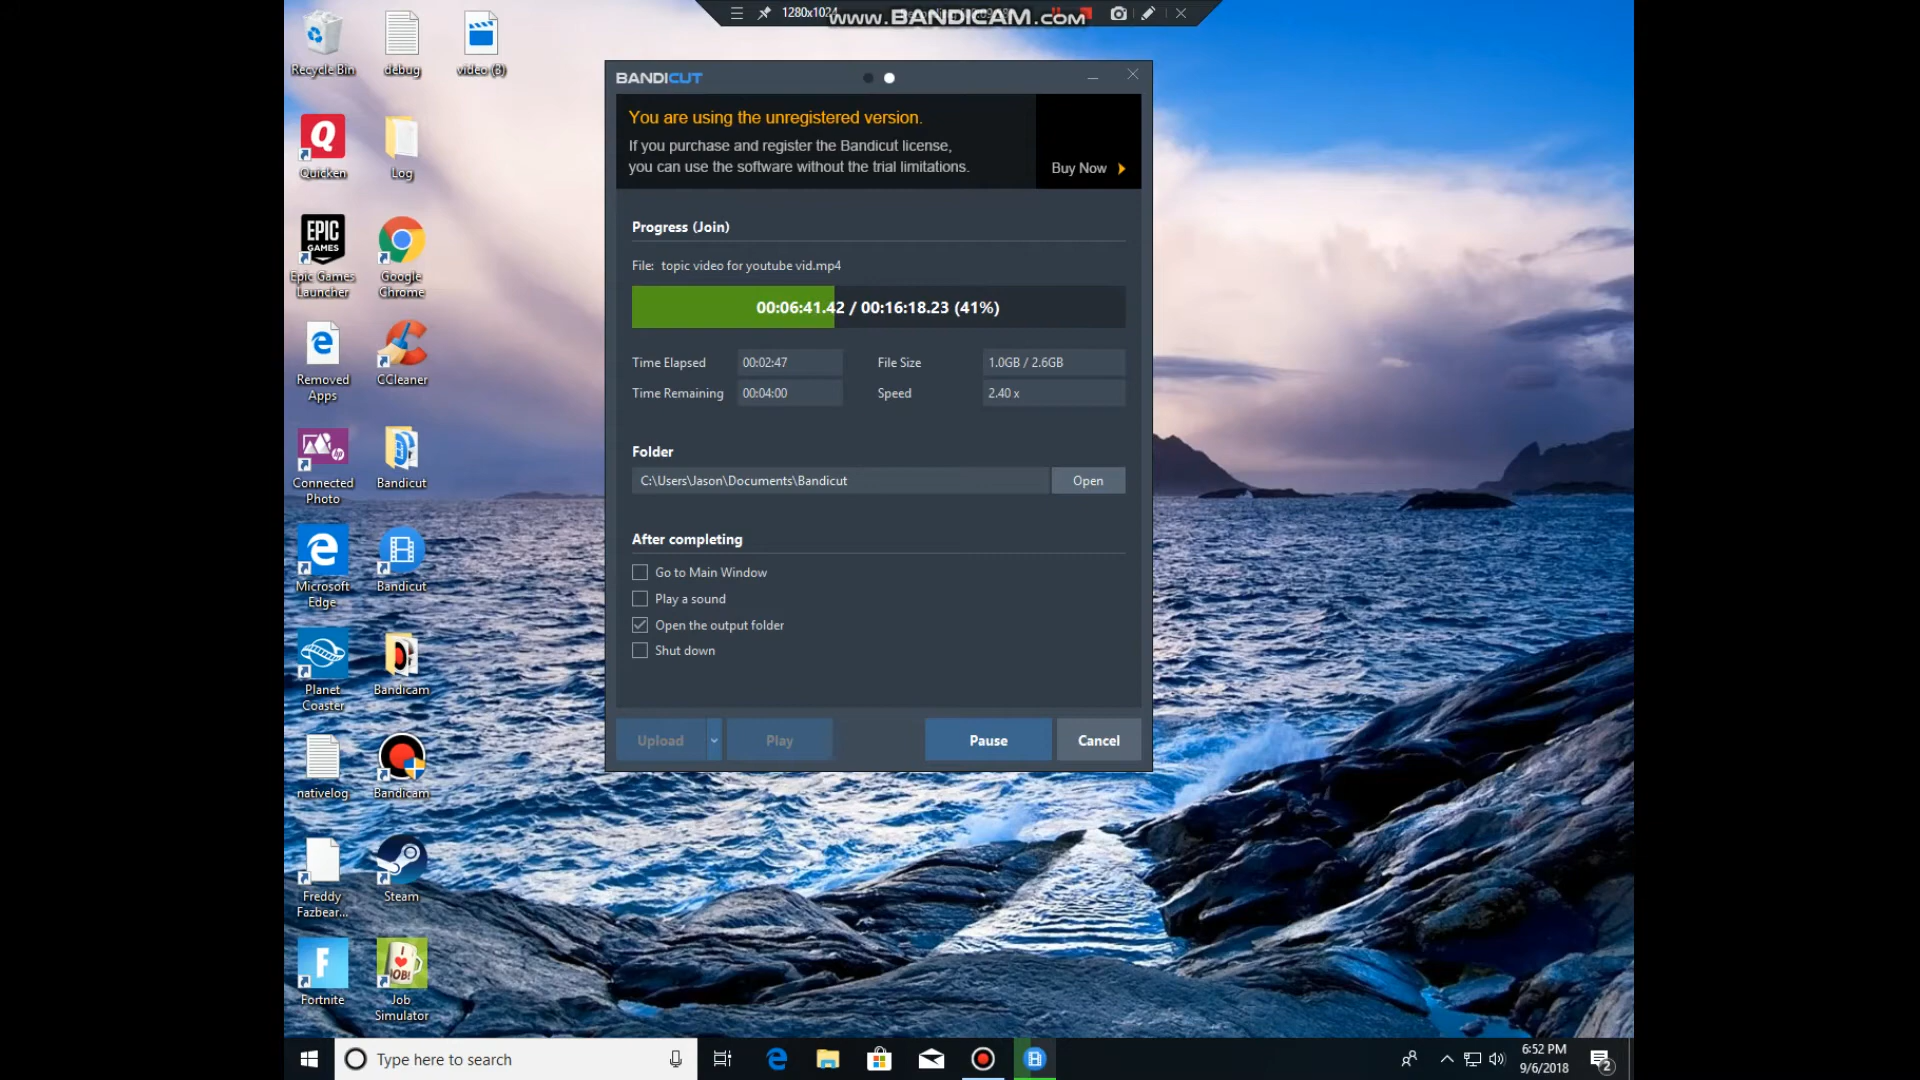 1280x1024
www.BANDICAM.com
Recycle Bin
debug
video (3)
Quicken
Log
EPIC
GAMES
Epic Games
Launcher
Google
Chrome
Removed
Apps
CCleaner
Connected
Photo
Bandicut
Microsoft
Edge
Bandicut
Planet
Coaster
Bandicam
nativelog
Bandicam
Freddy
Fazbear...
Steam
Fortnite
I
JOB!
Job
Simulator
BANDICUT
You are using the unregistered version.
If you purchase and register the Bandicut license,
you can use the software without the trial limitations.
Buy Now
Progress (Join)
File: topic video for youtube vid.mp4
00:06:41.42 / 00:16:18.23 (41%)
Time Elapsed 00:02:47 File Size 1.0GB / 2.6GB
Time Remaining 00:04:00 Speed 2.40 x
Folder
C:\Users\Jason\Documents\Bandicut Open
After completing
Go to Main Window
Play a sound
Open the output folder
Shut down
Upload Play Pause Cancel
Type here to search
6:52 PM
9/6/2018
2